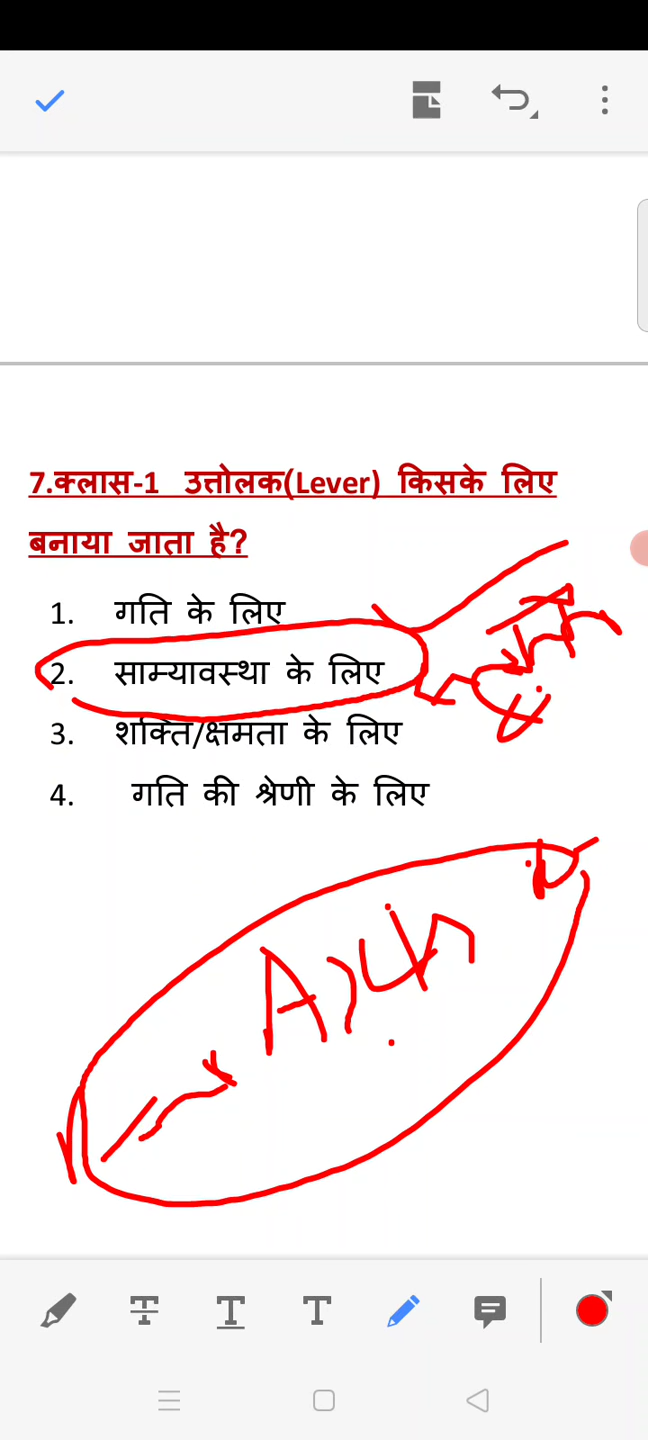 7.क्लास-1 उत्तोलक(Lever) किसके लिए
बनाया जाता है?
1. गति के लिए
2. साम्यावस्था के लिए
3. शक्ति/क्षमता के लिए
4. गति की श्रेणी के लिए